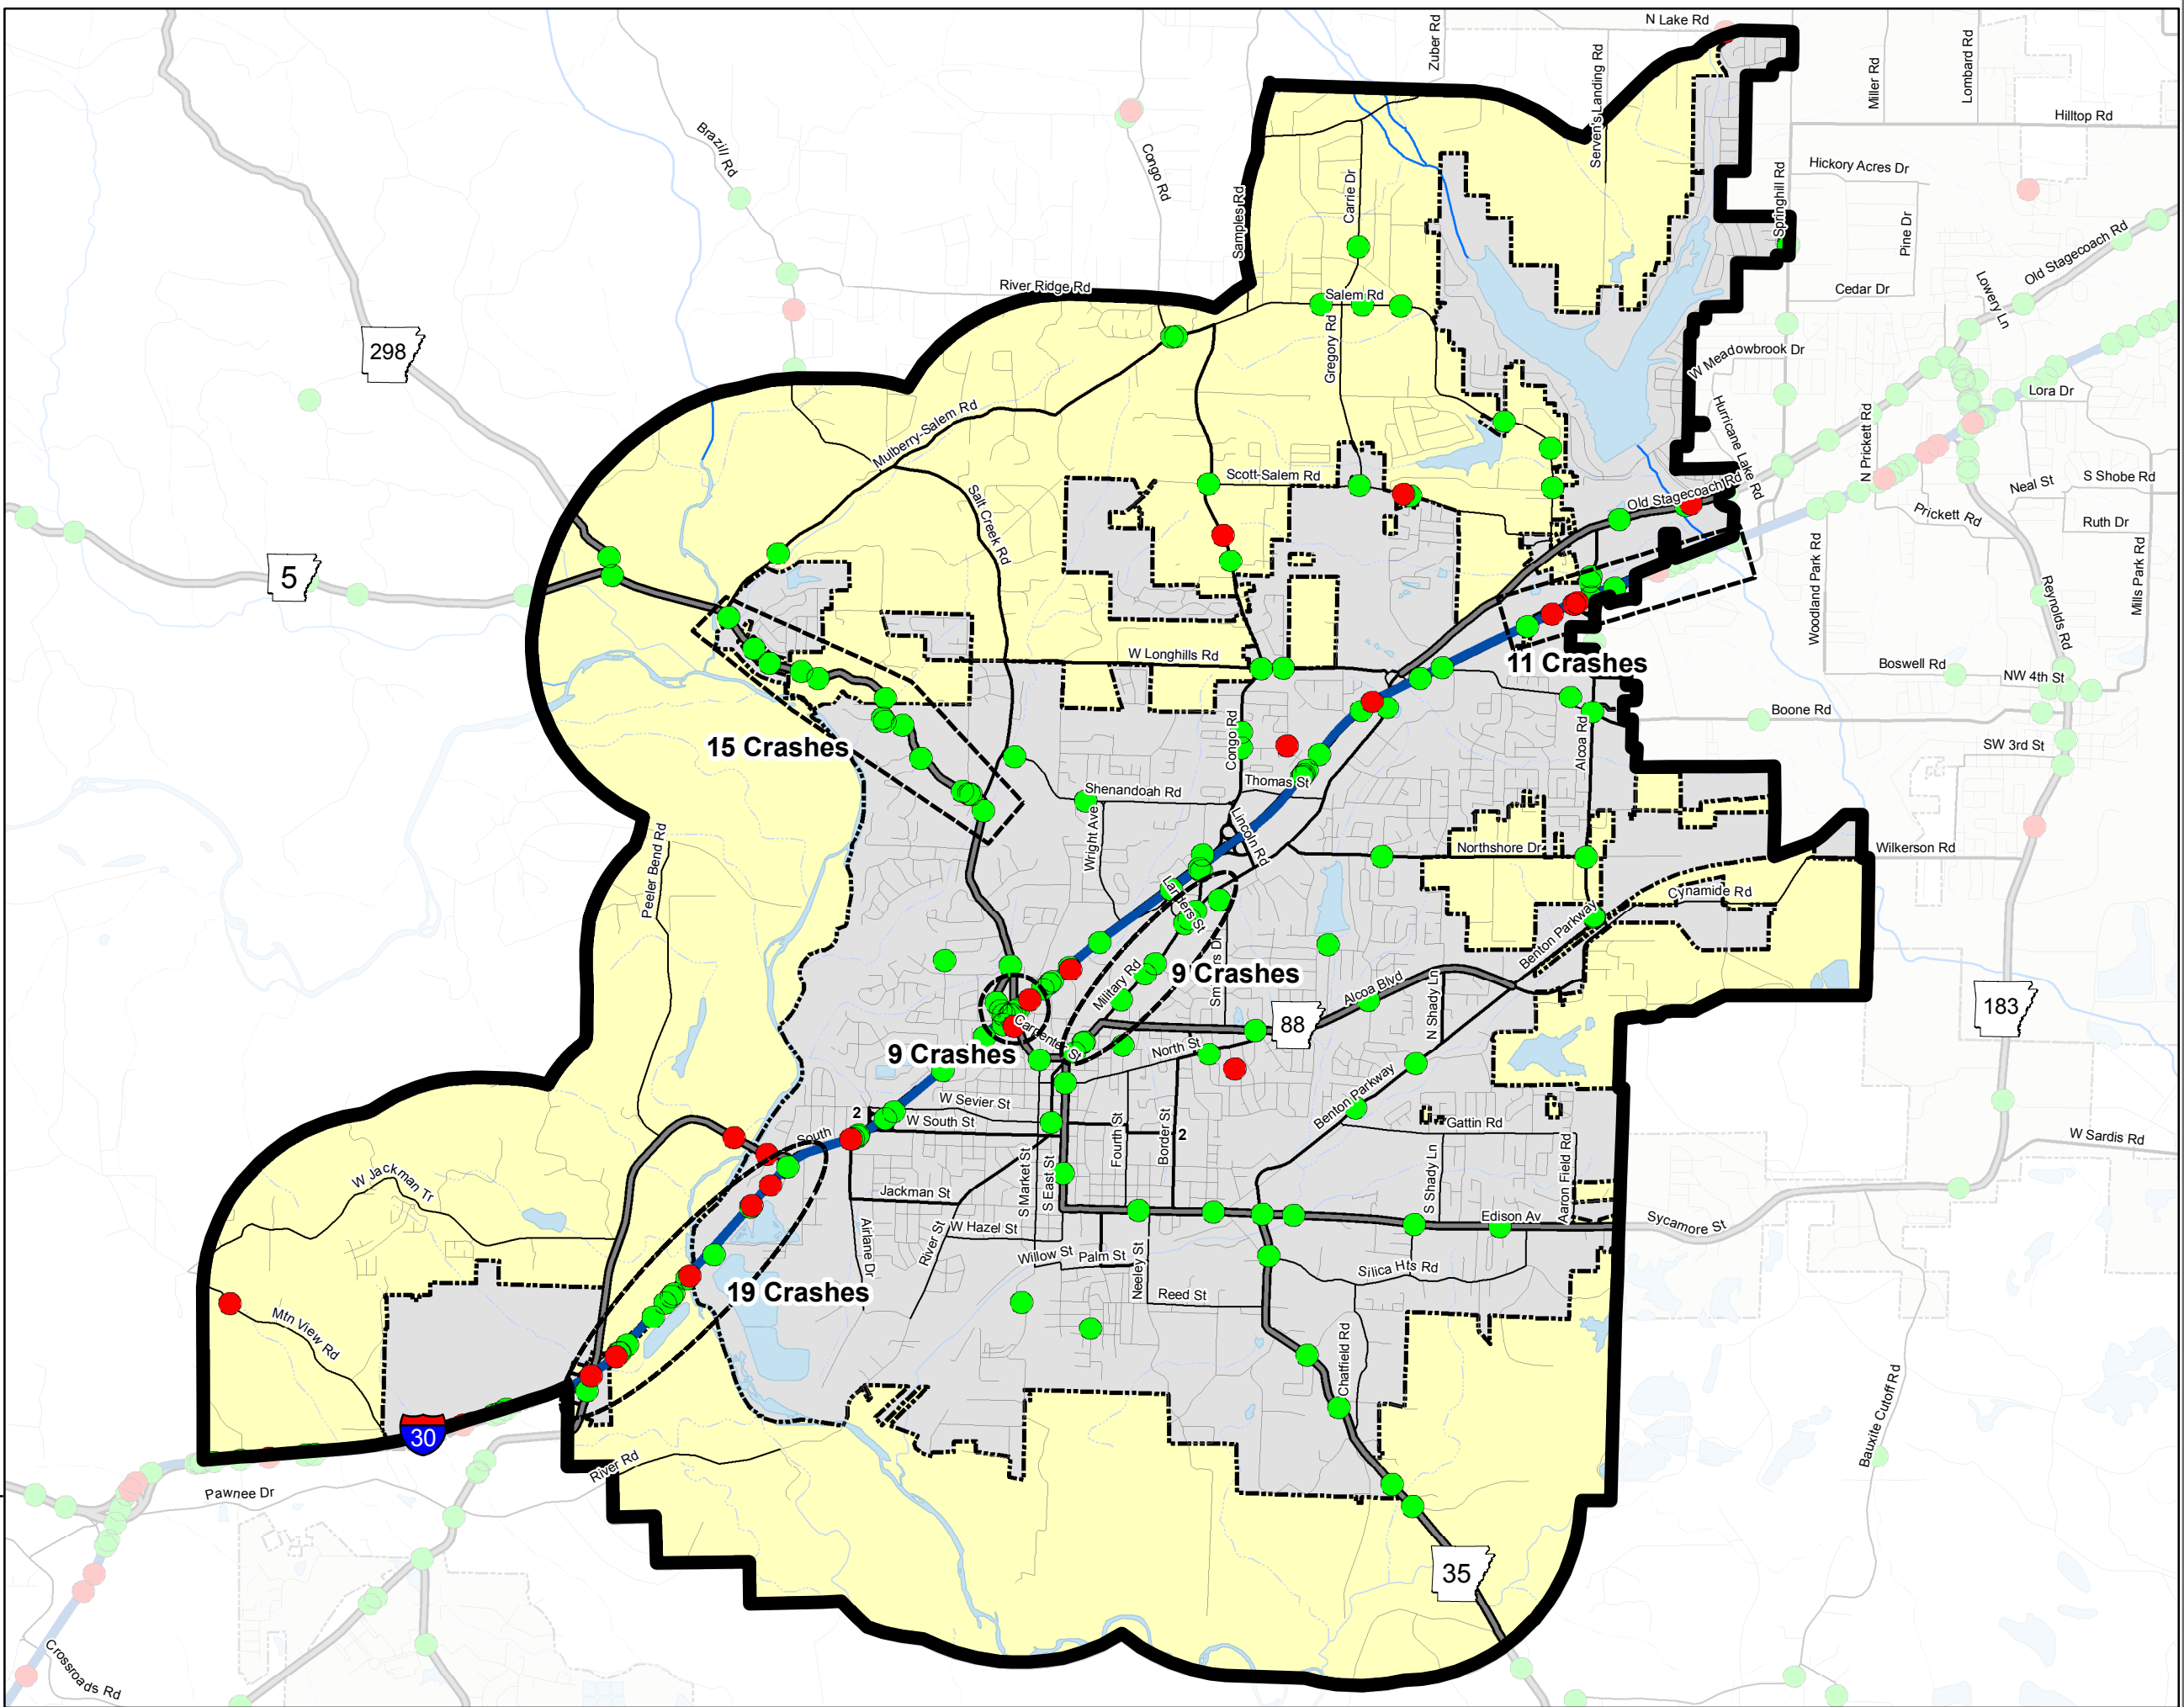 N Lake Rd
Zuber Rd
Serven's Landing Rd
Miller Rd
Lombard Rd
Hilltop Rd
Brazill Rd
Congo Rd
Samples Rd
Carrie Dr
Springhill Rd
Hickory Acres Dr
Pine Dr
Old Stagecoach Rd
River Ridge Rd
Salem Rd
Cedar Dr
Lowery Ln
298
Gregory Rd
W Meadowbrook Dr
Lora Dr
Mulberry-Salem Rd
Hurricane Lake Rd
N Prickett Rd
Salt Creek Rd
Scott-Salem Rd
Old Stagecoach Rd
Neal St
S Shobe Rd
Prickett Rd
Ruth Dr
5
Woodland Park Rd
Reynolds Rd
Mills Park Rd
W Longhills Rd
11 Crashes
Boswell Rd
NW 4th St
15 Crashes
Congo Rd
Alcoa Rd
Boone Rd
SW 3rd St
Thomas St
Shenandoah Rd
Wright Ave
Lincoln Rd
Northshore Dr
Wilkerson Rd
Peeler Bend Rd
Landers St
Cynamide Rd
Benton Parkway
Military Rd
9 Crashes
Alcoa Blvd
N Shady Ln
88
183
Carpenter St
9 Crashes
North St
Benton Parkway
W Sevier St
2
W South St
South
Fourth St
Border St
2
Gattin Rd
W Sardis Rd
W Jackman Tr
Jackman St
S Market St
S East St
S Shady Ln
Aaron Field Rd
Edison Av
Sycamore St
Airlane Dr
River St
W Hazel St
Willow St
Palm St
Neeley St
Silica Hts Rd
19 Crashes
Reed St
Mtn View Rd
Chatfield Rd
Bauxite Cutoff Rd
30
River Rd
Pawnee Dr
35
Crossroads Rd